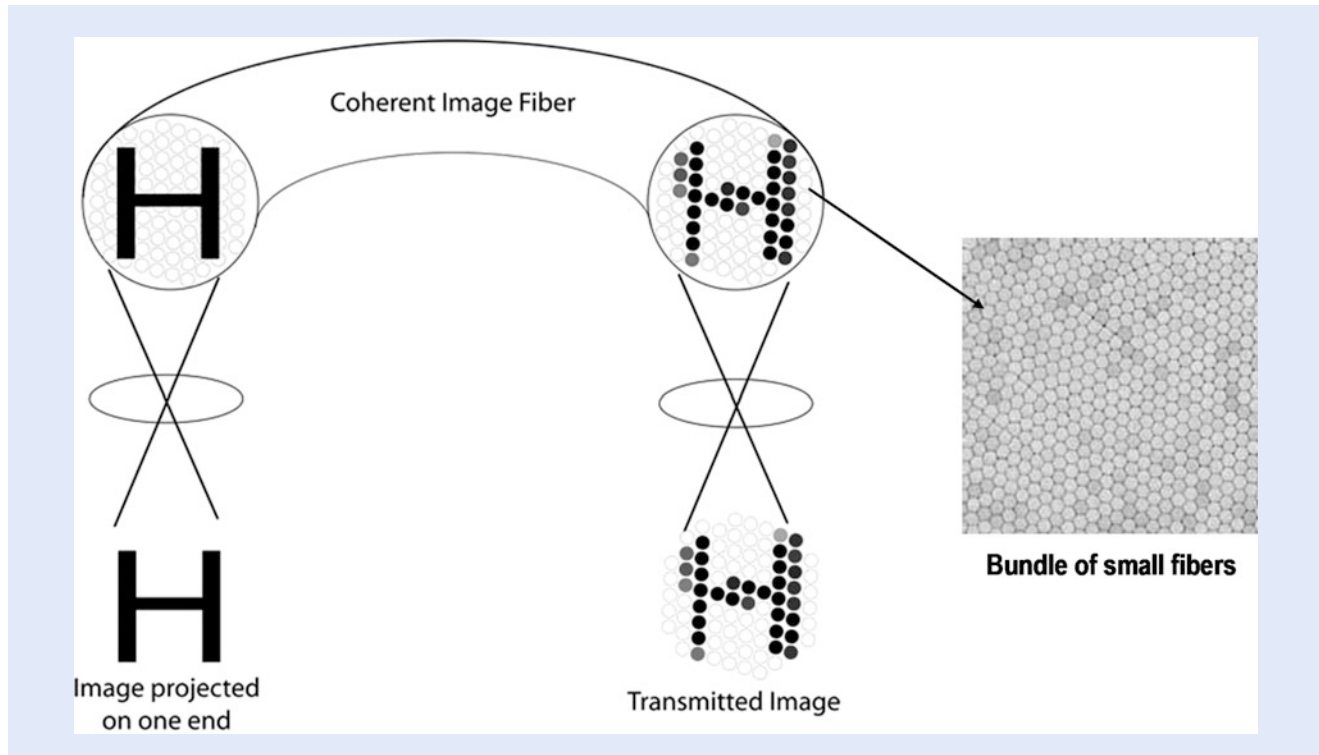 Coherent Image Fiber
H
H
Bundle of small fibers
H
H
Image projected
on one end
Transmitted Image